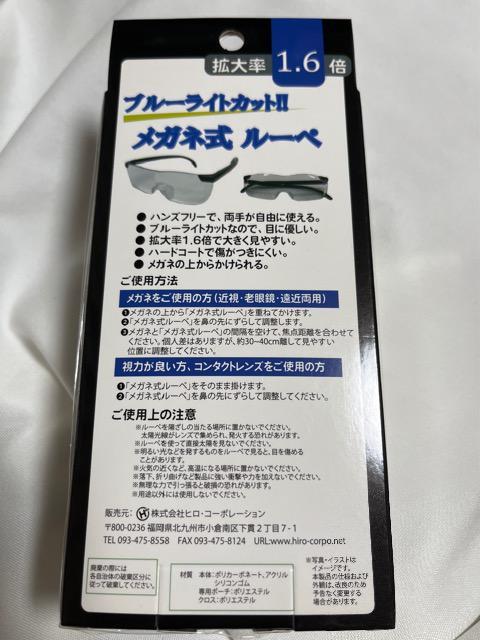 拡大率 1.6 倍
ブルーライトカット!!
メガネ式 ルーペ
● ハンズフリーで、両手が自由に使える。
● ブルーライトカットなので、目に優しい。
● 拡大率1.6倍で大きく見やすい。
● ハードコートで傷がつきにくい。
● メガネの上からかけられる。
ご使用方法
メガネをご使用の方(近視・老眼鏡・遠近両用)
❶メガネの上から「メガネ式ルーペ」を重ねてかけます。
❷「メガネ式ルーペ」を鼻の先にずらして調整します。
❸メガネと「メガネ式ルーペ」の間隔を空けて、焦点距離を合わせて
ください。個人差はありますが、約30~40cm離して見やすい
位置に調整してください。
視力が良い方、コンタクトレンズをご使用の方
❶「メガネ式ルーペ」をそのまま掛けます。
❷「メガネ式ルーペ」を鼻の先にずらして調整してください。
ご使用上の注意
※ルーペを陽ざしの当たる場所に置かないでください。
太陽光線がレンズで集められ、発火する恐れがあります。
※ルーペを使って直接太陽を見ないでください。
※明るい光などを発するものをルーペで見ると、目を傷める
ことがあります。
※火気の近くなど、高温になる場所に置かないでください。
※落下、折り曲げなど製品に強い衝撃や力を加えないでください。
※無理な力で引っ張ると破損の恐れがあります。
※用途以外には使用しないでください。
販売元: H 株式会社ヒロ・コーポレーション
〒800-0236 福岡県北九州市小倉南区下貫2丁目7-1
TEL 093-475-8558 FAX 093-475-8124 URL:www.hiro-corpo.net
廃棄の際には
各自治体の破棄区分に
従って破棄してください。
材質 本体:ポリカーボネート、アクリル
シリコンゴム
専用ポーチ:ポリエステル
クロス:ポリエステル
※写真・イラストは
イメージです。
本製品の仕様および
外観は、改良のため
予告なく変更する
場合があります。